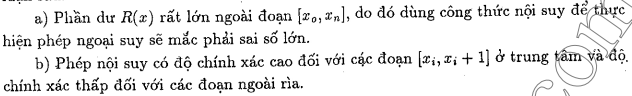 a) Phần dư R(x) rất lớn ngoài đoạn [xₒ, xₙ], do đó dùng công thức nội suy để thực
hiện phép ngoại suy sẽ mắc phải sai số lớn.
b) Phép nội suy có độ chính xác cao đối với các đoạn [xᵢ, xᵢ + 1] ở trung tâm và độ
chính xác thấp đối với các đoạn ngoài rìa.